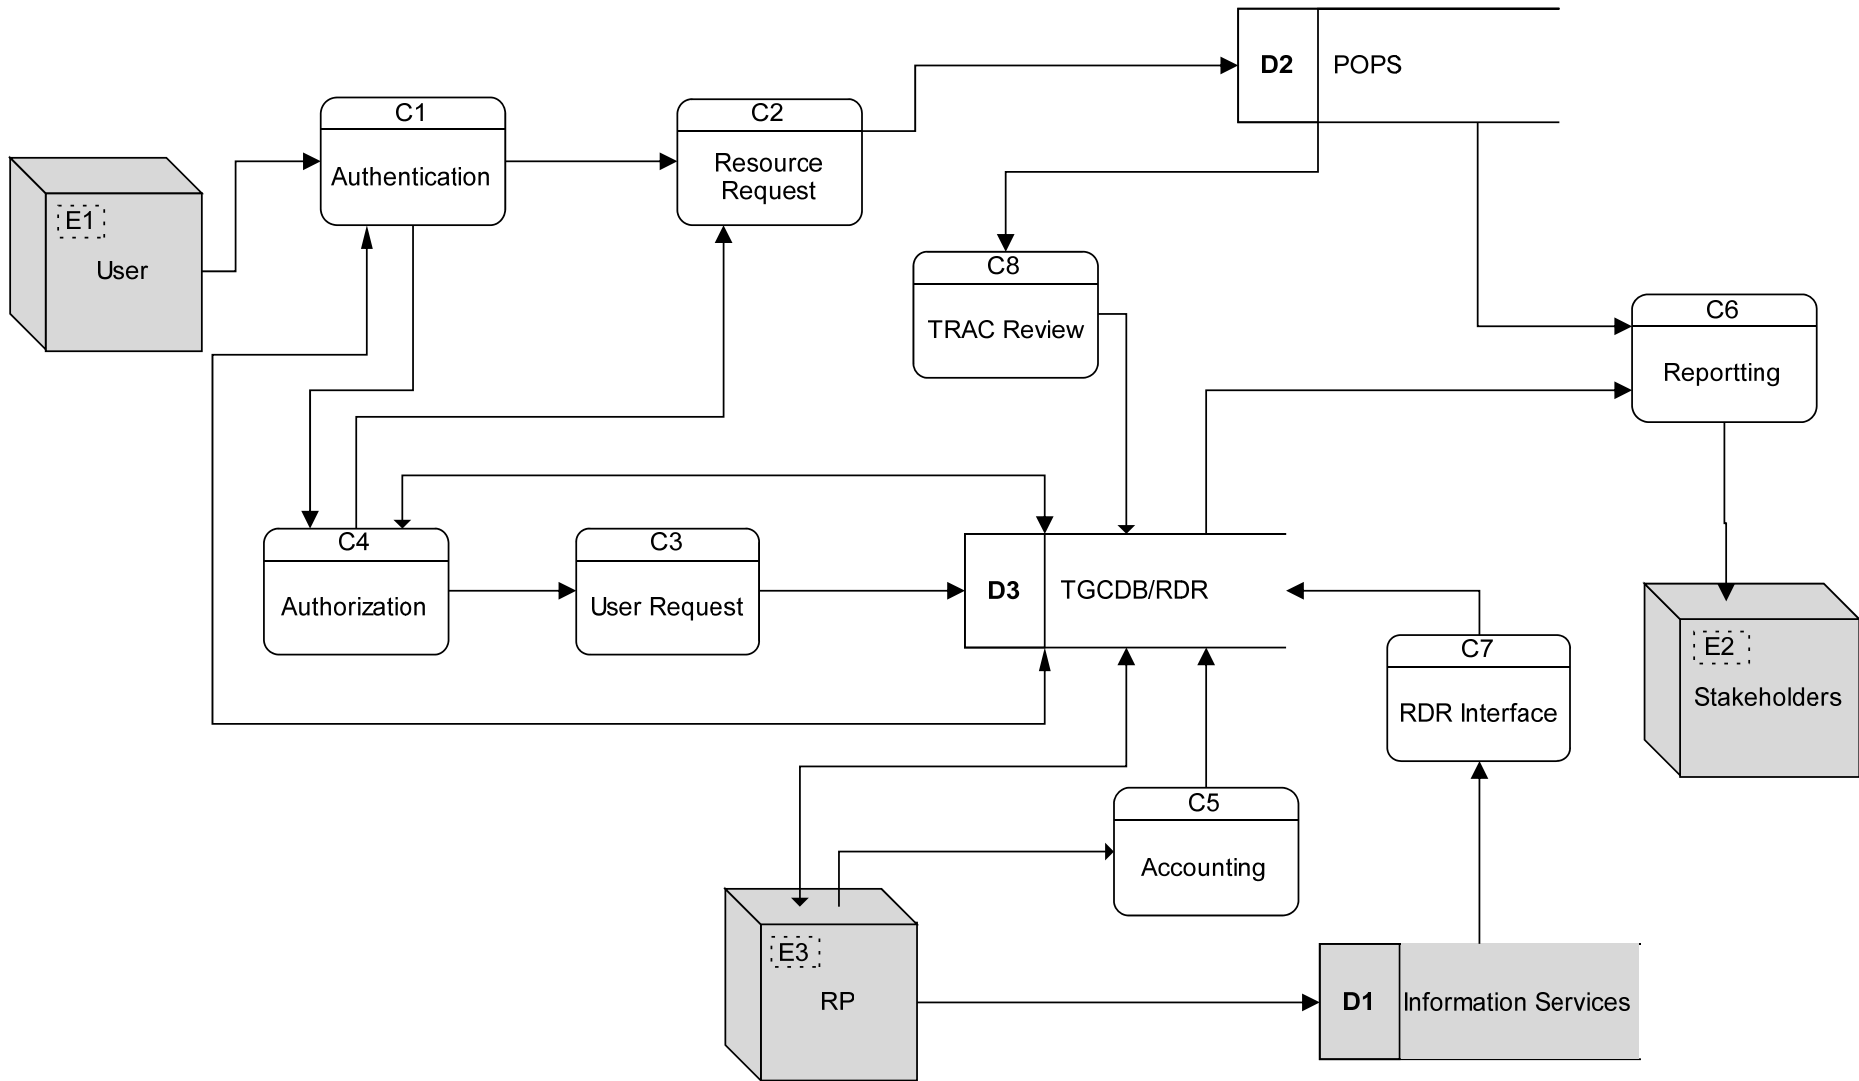 D2
POPS
C1
Authentication
C2
Resource
Request
E1
User
C8
TRAC Review
C6
Reportting
C4
Authorization
C3
User Request
D3
TGCDB/RDR
C7
RDR Interface
E2
Stakeholders
C5
Accounting
E3
RP
D1
Information Services